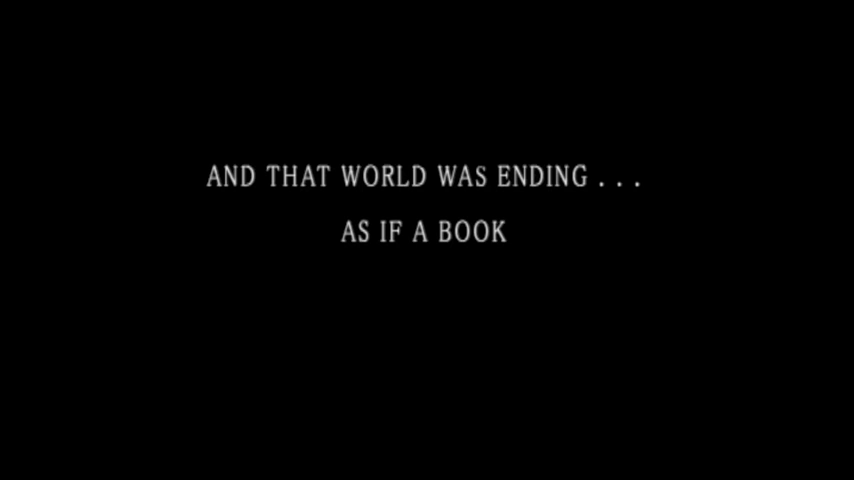 AND THAT WORLD WAS ENDING . . .
AS IF A BOOK